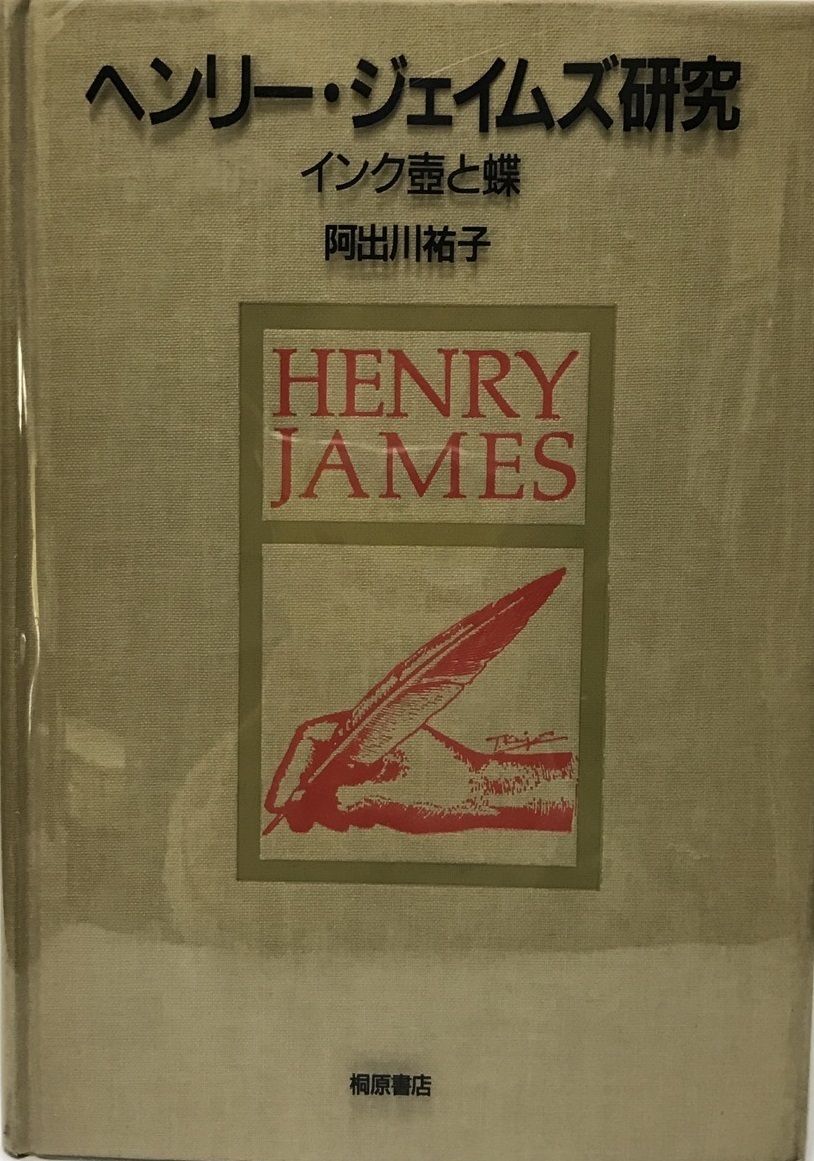 ヘンリー・ジェイムズ研究
インク壺と蝶
阿出川祐子
HENRY
JAMES
桐原書店